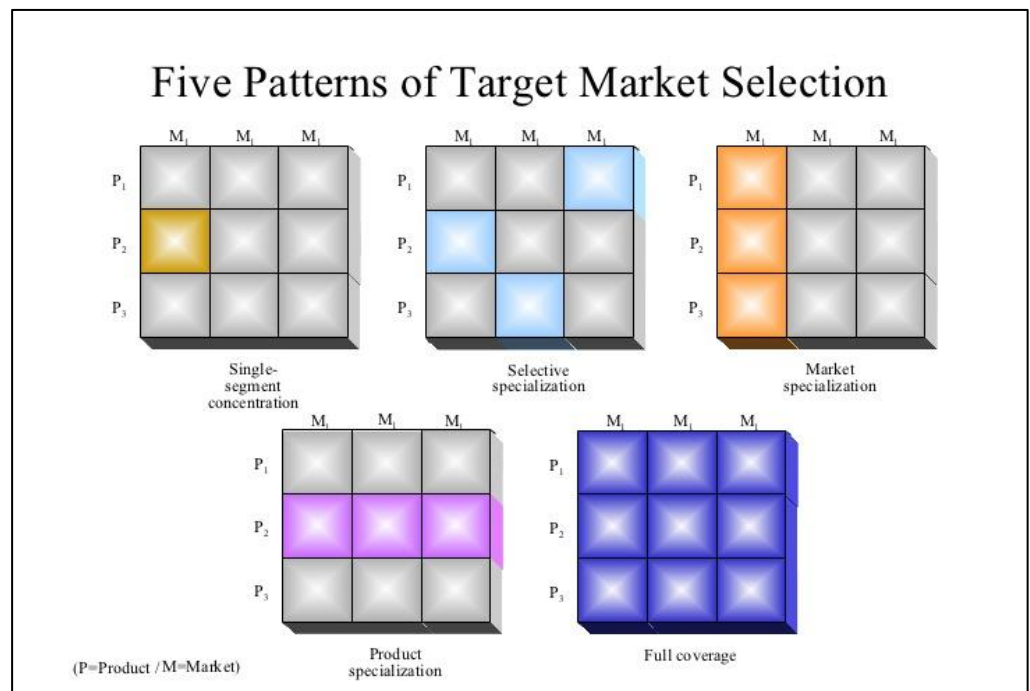 Five Patterns of Target Market Selection
M₁ M₁ M₁
P₁
P₂
P₃
Single-
segment
concentration
M₁ M₁ M₁
P₁
P₂
P₃
Selective
specialization
M₁ M₁ M₁
P₁
P₂
P₃
Market
specialization
M₁ M₁ M₁
P₁
P₂
P₃
Product
specialization
M₁ M₁ M₁
P₁
P₂
P₃
Full coverage
(P=Product / M=Market)